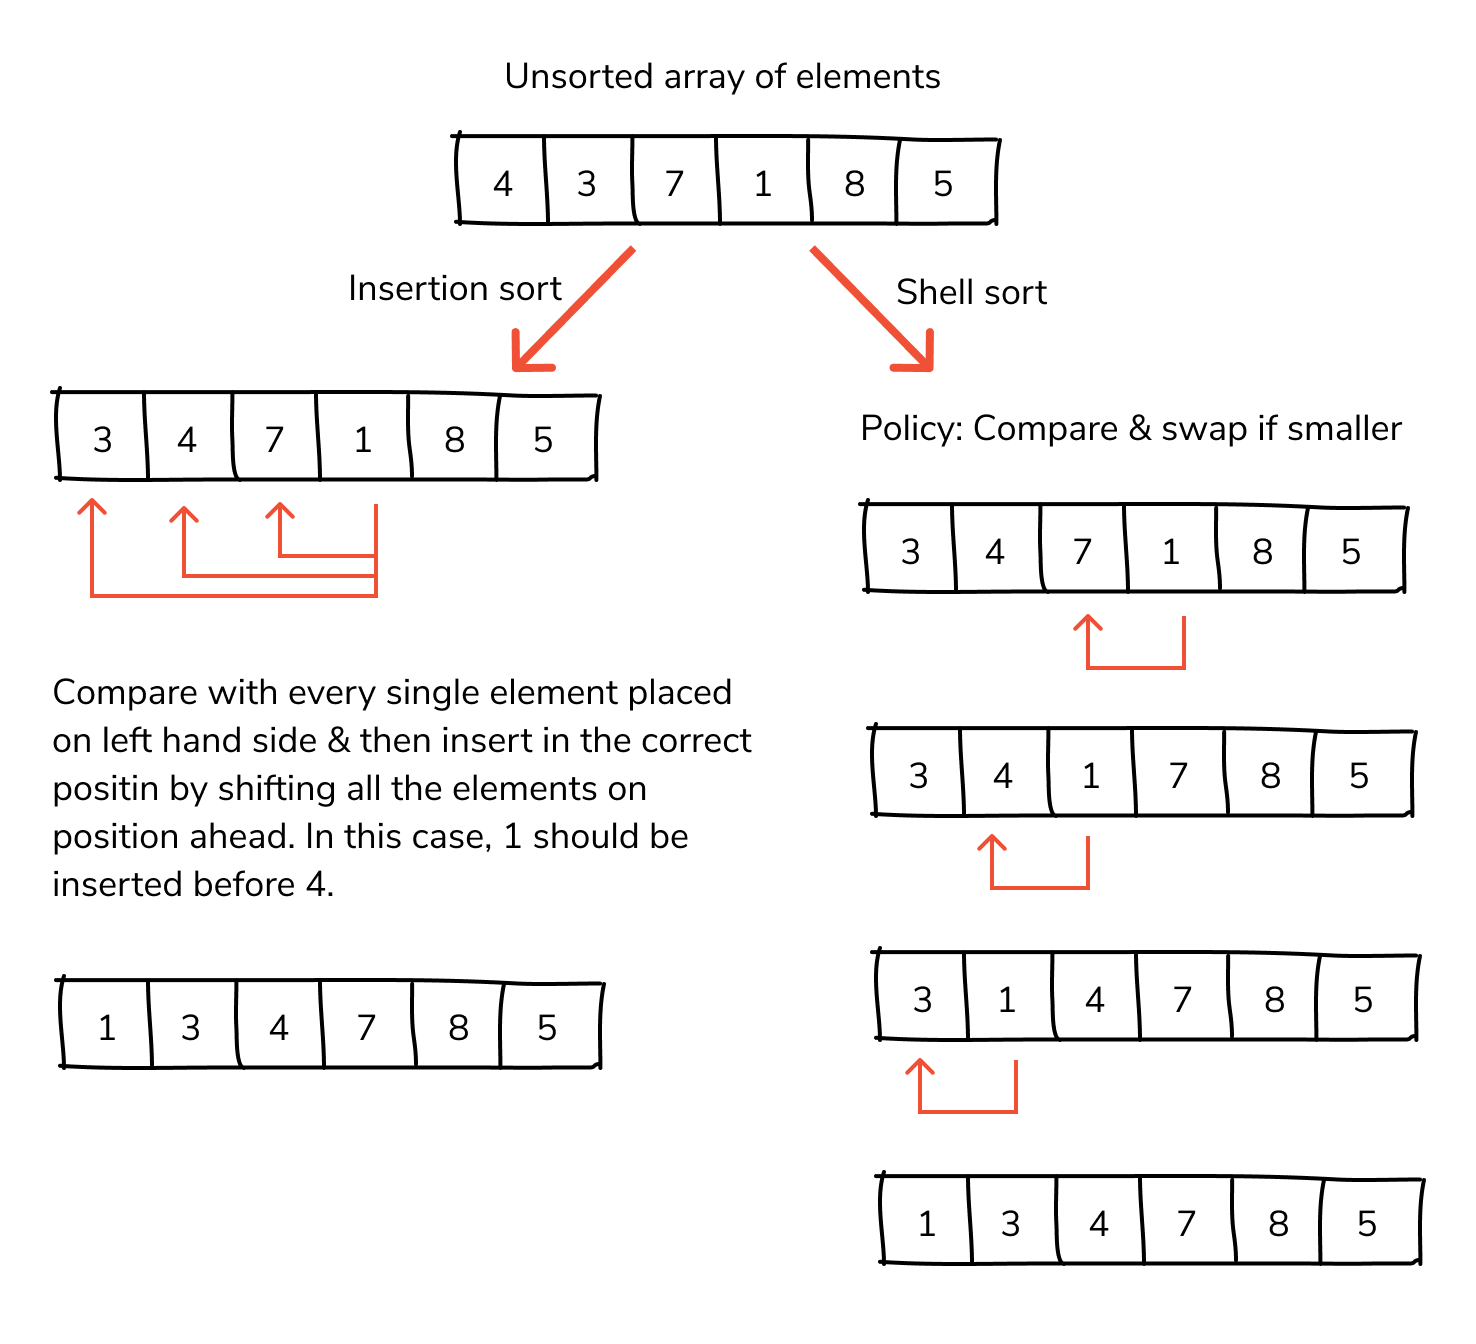 Unsorted array of elements
4 3 7 1 8 5
Insertion sort
Shell sort
3 4 7 1 8 5
Compare with every single element placed
on left hand side & then insert in the correct
positin by shifting all the elements on
position ahead. In this case, 1 should be
inserted before 4.
1 3 4 7 8 5
Policy: Compare & swap if smaller
3 4 7 1 8 5
3 4 1 7 8 5
3 1 4 7 8 5
1 3 4 7 8 5